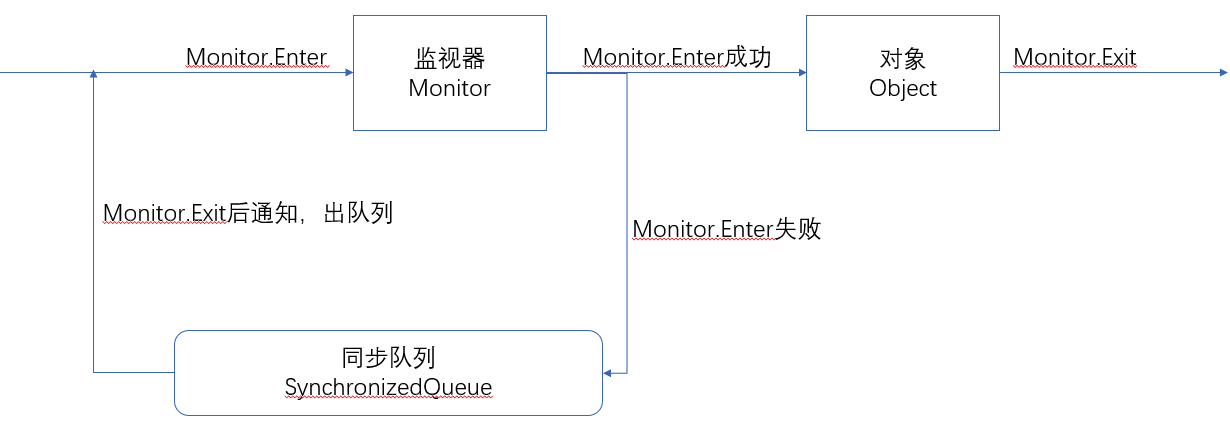 Monitor.Enter
监视器
Monitor
Monitor.Enter成功
对象
Object
Monitor.Exit
Monitor.Exit后通知，出队列
Monitor.Enter失败
同步队列
SynchronizedQueue